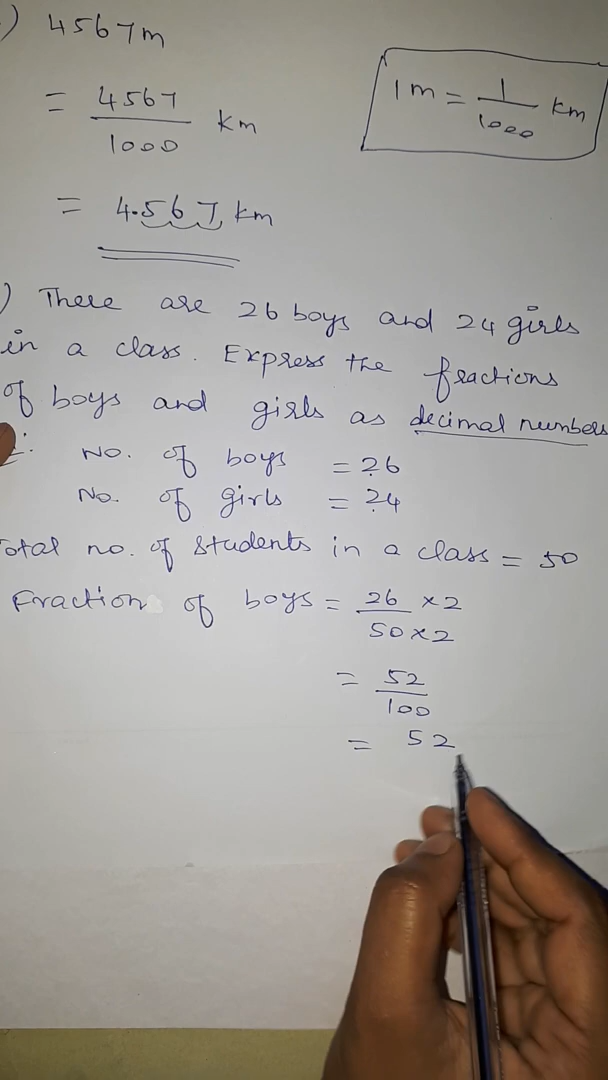 ) 4567m
= 4567/1000 km
1m = 1/1000 km
= 4.567 km
) There are 26 boys and 24 girls
in a class. Express the fractions
of boys and girls as decimal numbers
No. of boys = 26
No. of girls = 24
Total no. of students in a class = 50
Fraction of boys = 26 × 2 / 50 × 2
= 52/100
= 52